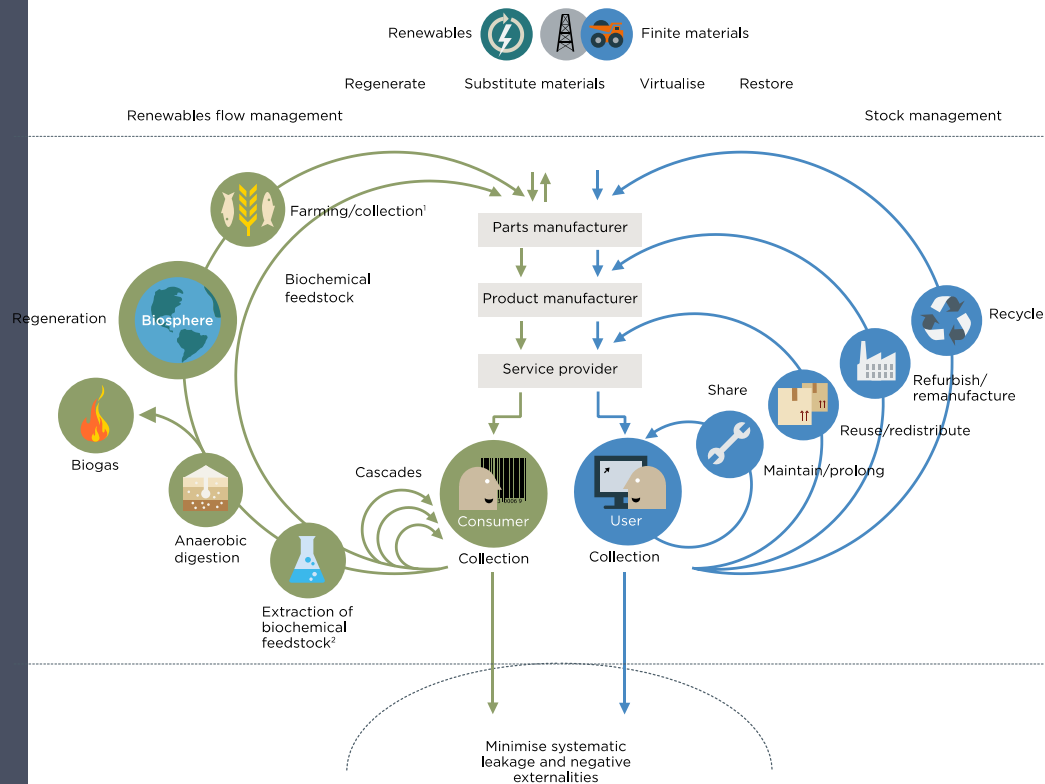 Renewables
Finite materials
Regenerate
Substitute materials
Virtualise
Restore
Renewables flow management
Stock management
Farming/collection¹
Parts manufacturer
Biochemical
feedstock
Product manufacturer
Regeneration
Biosphere
Recycle
Service provider
Share
Refurbish/
remanufacture
Reuse/redistribute
Biogas
Cascades
Maintain/prolong
Consumer
User
Anaerobic
digestion
Collection
Collection
Extraction of
biochemical
feedstock²
Minimise systematic
leakage and negative
externalities